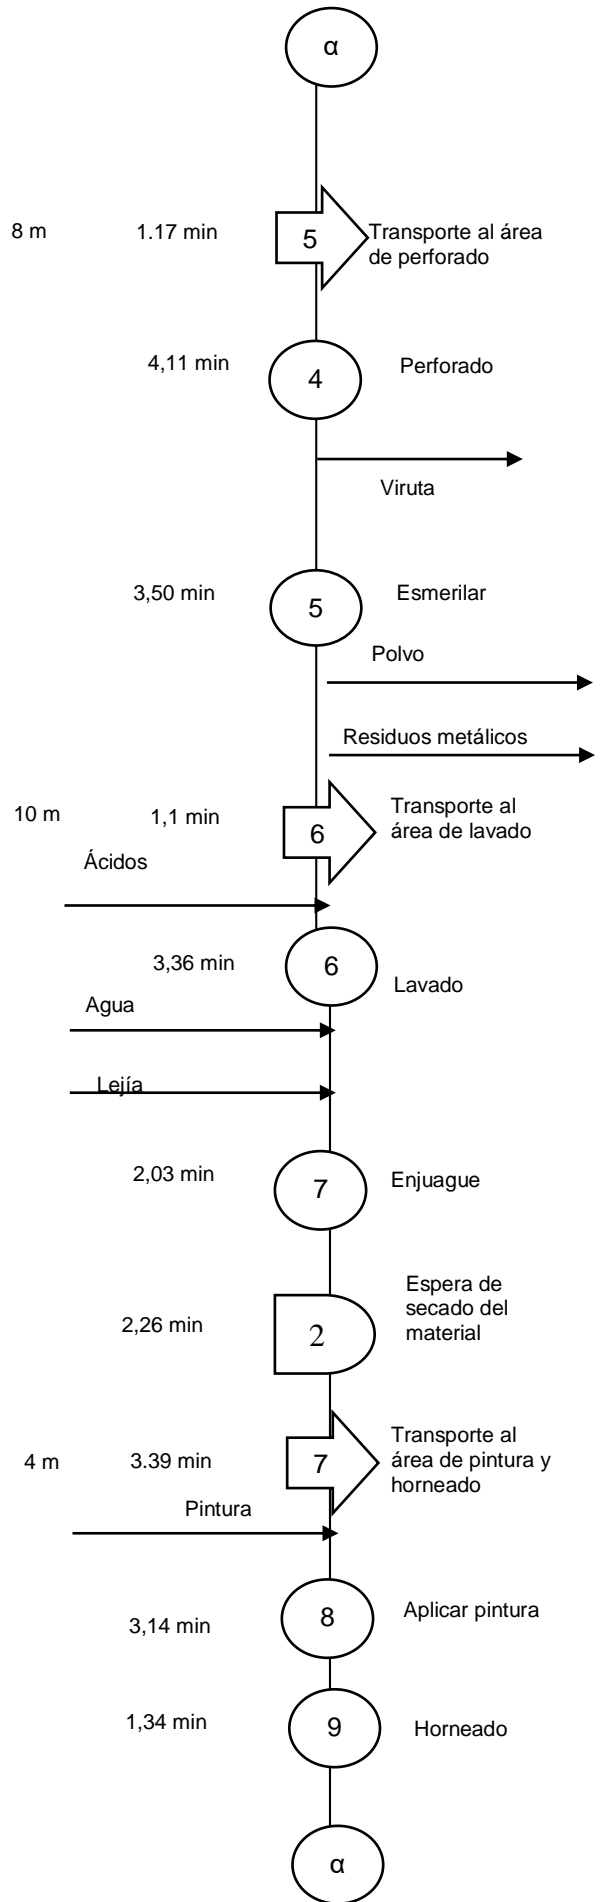 α
8 m
1.17 min
5
Transporte al área
de perforado
4,11 min
4
Perforado
Viruta
3,50 min
5
Esmerilar
Polvo
Residuos metálicos
10 m
1,1 min
6
Transporte al
área de lavado
Ácidos
3,36 min
6
Lavado
Agua
Lejía
2,03 min
7
Enjuague
2,26 min
2
Espera de
secado del
material
4 m
3.39 min
7
Transporte al
área de pintura y
horneado
Pintura
3,14 min
8
Aplicar pintura
1,34 min
9
Horneado
α